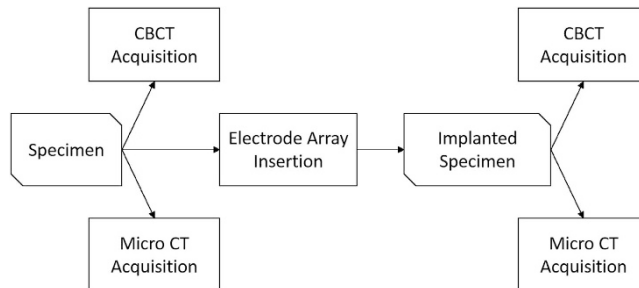 CBCT
Acquisition
CBCT
Acquisition
Specimen
Electrode Array
Insertion
Implanted
Specimen
Micro CT
Acquisition
Micro CT
Acquisition